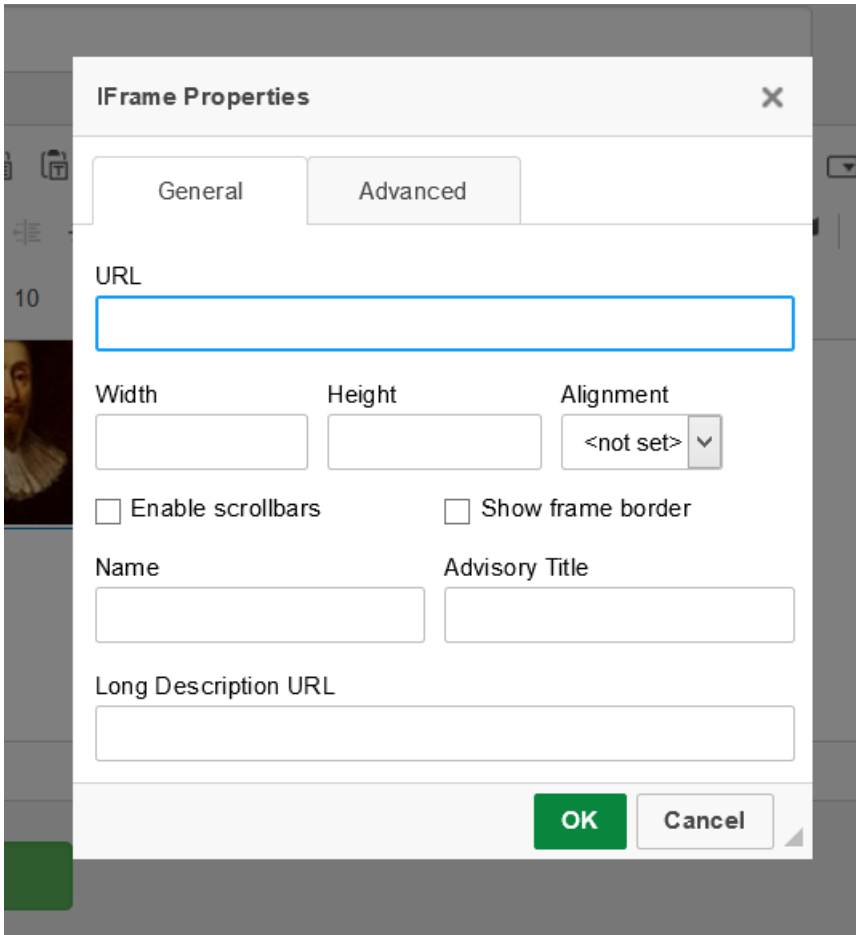 IFrame Properties
General Advanced
URL
10
Width Height Alignment
<not set>
Enable scrollbars Show frame border
Name Advisory Title
Long Description URL
OK Cancel